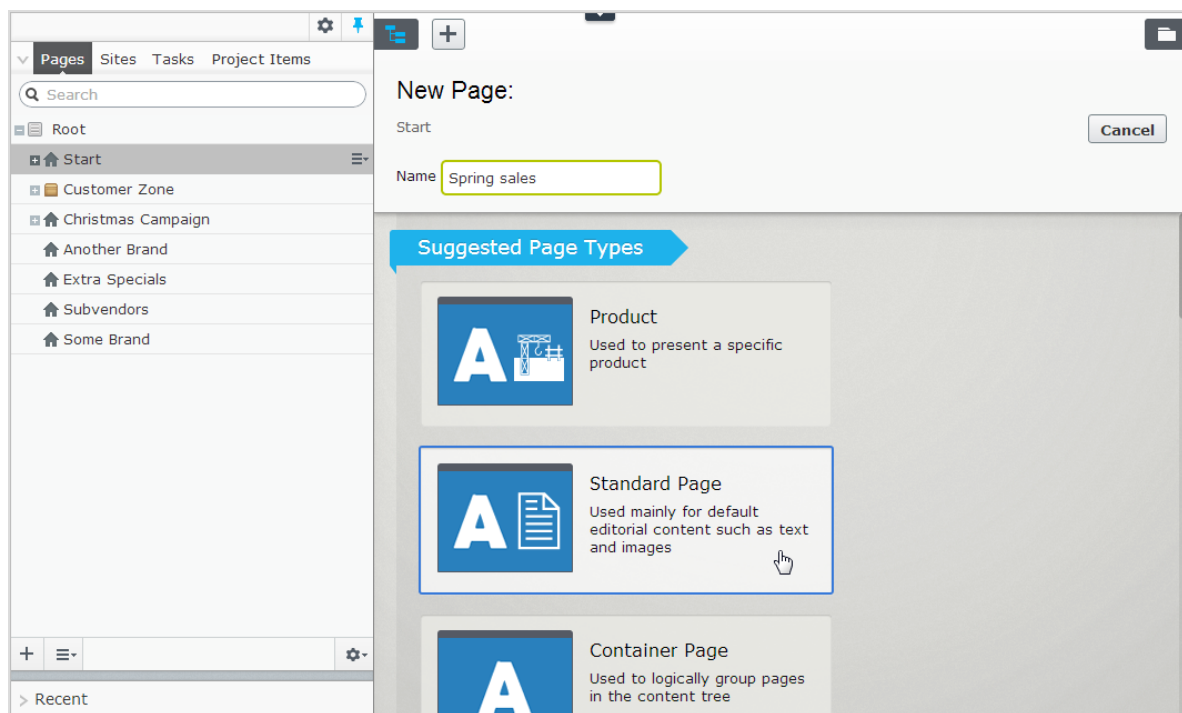 Pages Sites Tasks Project Items
Search
Root
Start
Customer Zone
Christmas Campaign
Another Brand
Extra Specials
Subvendors
Some Brand
Recent
New Page:
Start
Cancel
Name Spring sales
Suggested Page Types
A
Product
Used to present a specific
product
A
Standard Page
Used mainly for default
editorial content such as text
and images
A
Container Page
Used to logically group pages
in the content tree